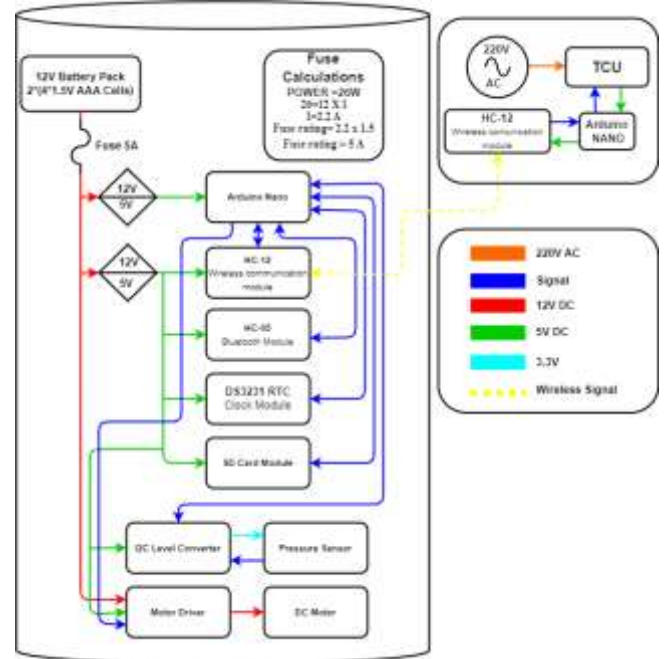 12V Battery Pack
2*(4*1.5V AAA Cells)
Fuse 5A
Fuse
Calculations
POWER =26W
26=12 X I
I=2.2 A
Fuse rating= 2.2 x 1.5
Fuse rating = 5 A
12V
5V
Arduino Nano
12V
5V
HC-12
Wireless communication
module
HC-05
Bluetooth Module
DS3231 RTC
Clock Module
SD Card Module
DC Level Converter
Pressure Sensor
Motor Driver
DC Motor
220V
AC
TCU
HC-12
Wireless comunication
module
Arduino
NANO
220V AC
Signal
12V DC
5V DC
3.3V
Wireless Signal